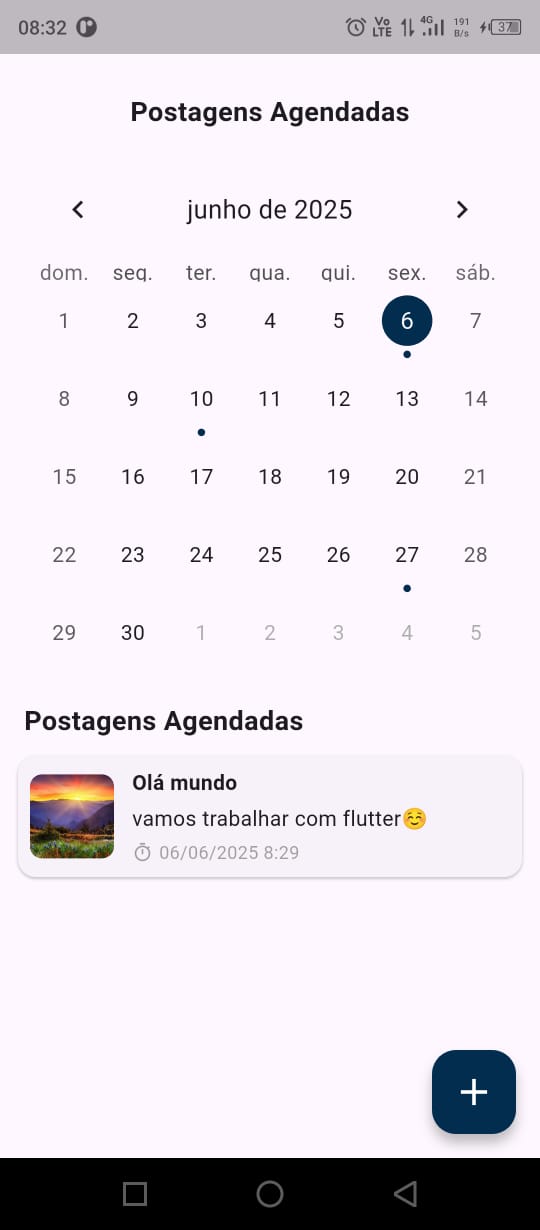 08:32 Vo LTE 4G 191 B/s 37
Postagens Agendadas
junho de 2025
dom. seg. ter. qua. qui. sex. sáb.
1 2 3 4 5 6 7
8 9 10 11 12 13 14
15 16 17 18 19 20 21
22 23 24 25 26 27 28
29 30 1 2 3 4 5
Postagens Agendadas
Olá mundo
vamos trabalhar com flutter☺️
06/06/2025 8:29